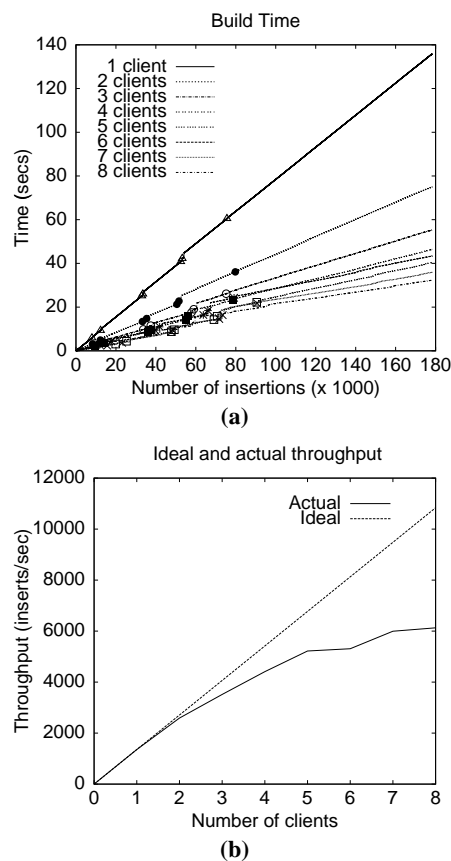 Build Time
140
120
100
80
60
40
20
0
Time (secs)
1 client
2 clients
3 clients
4 clients
5 clients
6 clients
7 clients
8 clients
0 20 40 60 80 100 120 140 160 180
Number of insertions (x 1000)
(a)
Ideal and actual throughput
12000
10000
8000
6000
4000
2000
0
Throughput (inserts/sec)
Actual
Ideal
0 1 2 3 4 5 6 7 8
Number of clients
(b)